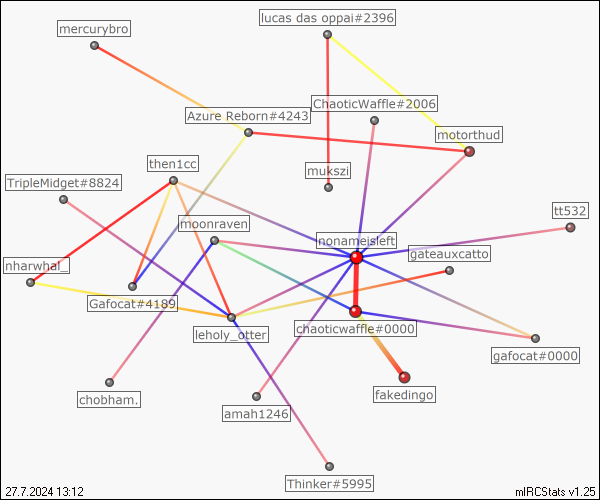 lucas das oppai#2396
mercurybro
ChaoticWaffle#2006
Azure Reborn#4243
motorthud
then1cc
mukszi
TripleMidget#8824
moonraven
tt532
nonameisleft
gateauxcatto
nharwhal_
Gafocat#4189
chaoticwaffle#0000
leholy_otter
gafocat#0000
fakedingo
chobham.
amah1246
Thinker#5995
27.7.2024 13:12
mIRCStats v1.25